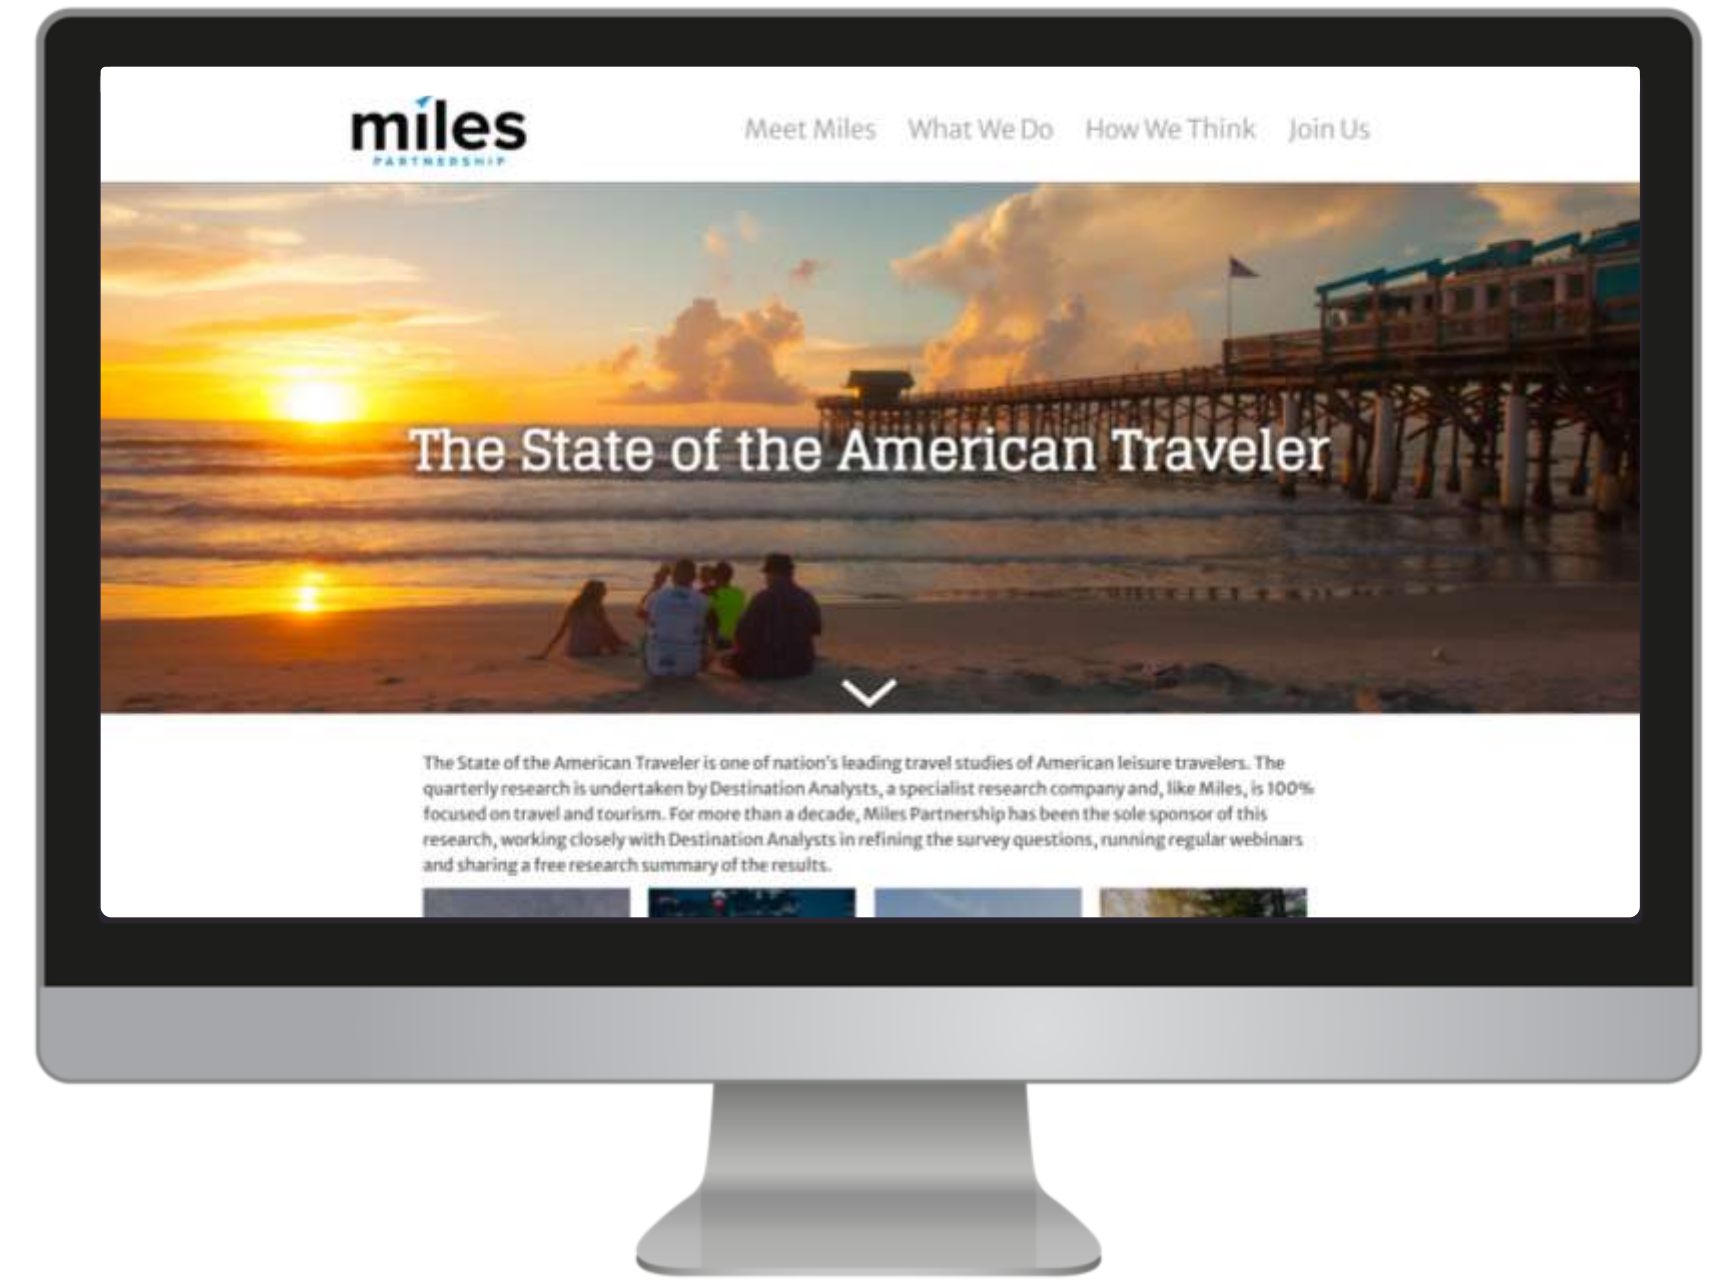 miles
PARTNERSHIP
Meet Miles What We Do How We Think Join Us
The State of the American Traveler
The State of the American Traveler is one of nation's leading travel studies of American leisure travelers. The
quarterly research is undertaken by Destination Analysts, a specialist research company and, like Miles, is 100%
focused on travel and tourism. For more than a decade, Miles Partnership has been the sole sponsor of this
research, working closely with Destination Analysts in refining the survey questions, running regular webinars
and sharing a free research summary of the results.